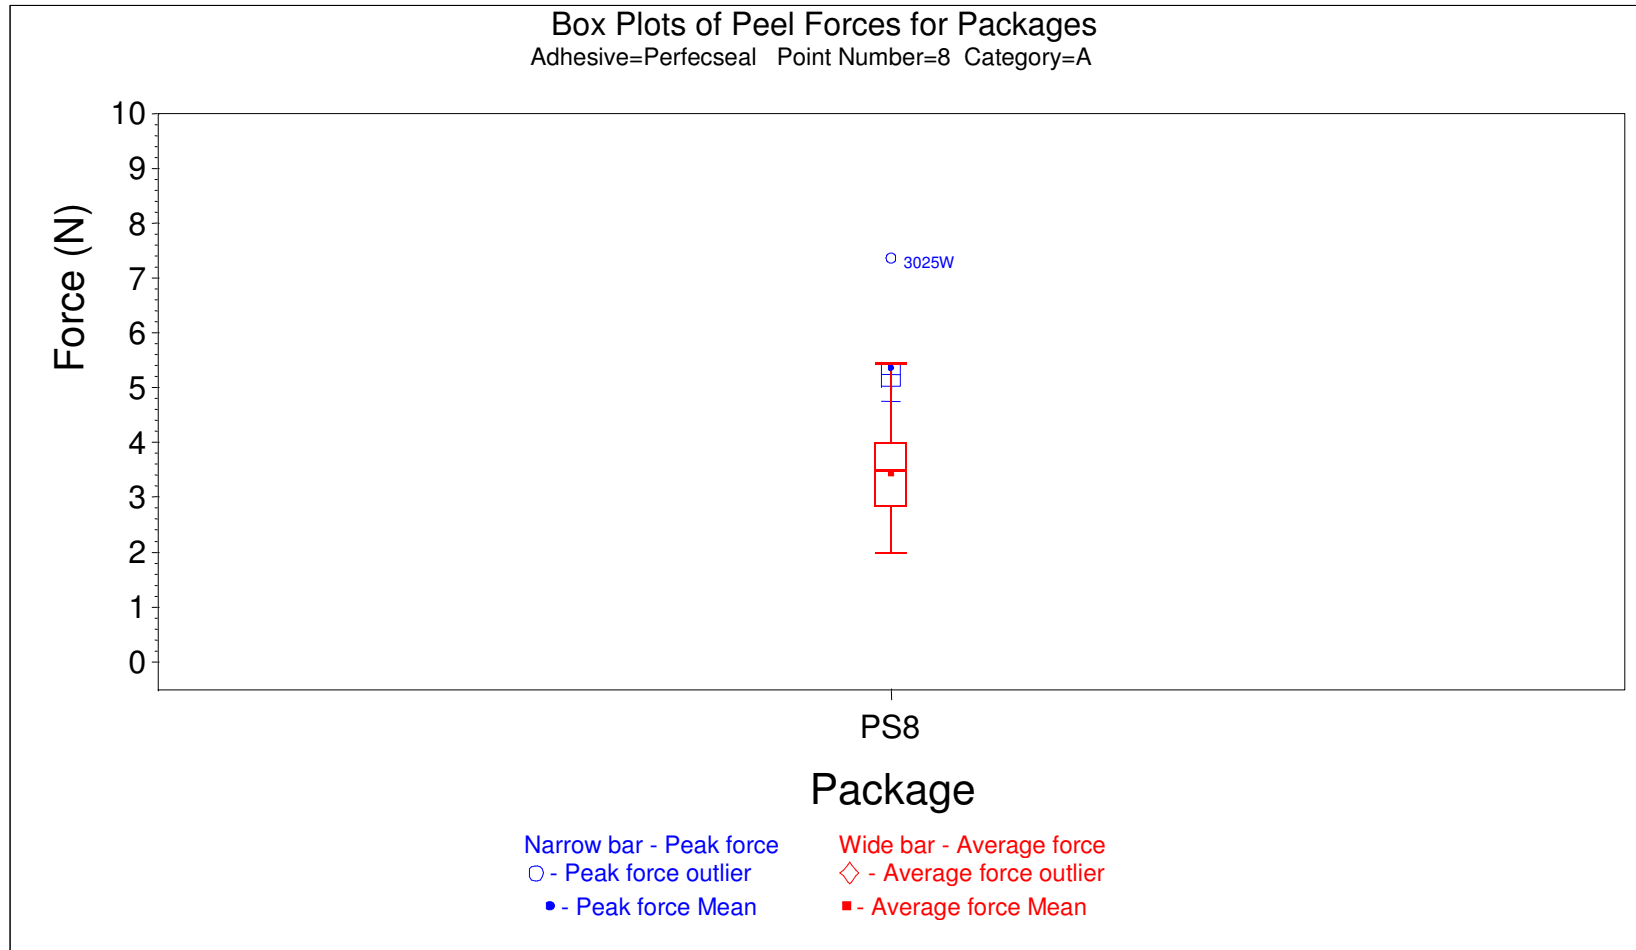 Box Plots of Peel Forces for Packages
Adhesive=Perfecseal Point Number=8 Category=A
10
9
8
7
6
5
4
3
2
1
0
Force (N)
3025W
PS8
Package
Narrow bar - Peak force
- Peak force outlier
- Peak force Mean
Wide bar - Average force
- Average force outlier
- Average force Mean